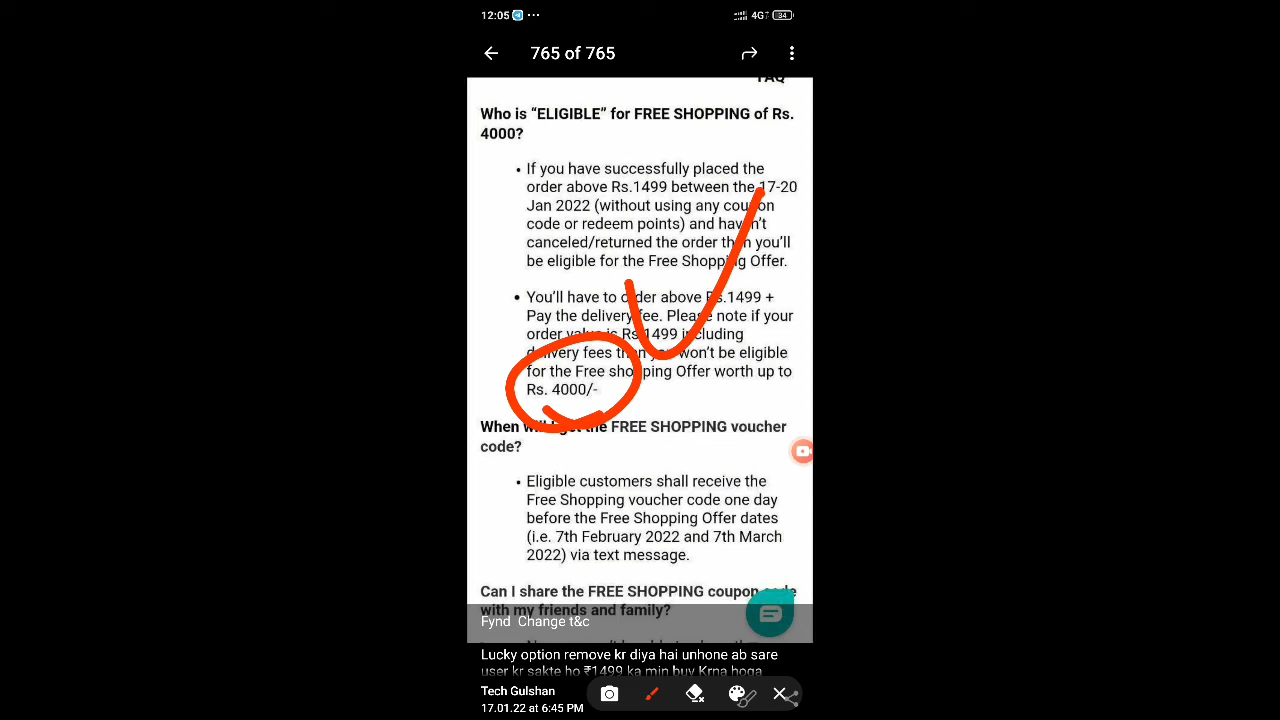 12:05
4G
34
765 of 765
FAQ
Who is “ELIGIBLE” for FREE SHOPPING of Rs.
4000?
• If you have successfully placed the
order above Rs.1499 between the 17-20
Jan 2022 (without using any coupon
code or redeem points) and haven’t
canceled/returned the order then you’ll
be eligible for the Free Shopping Offer.
• You’ll have to order above Rs.1499 +
Pay the delivery fee. Please note if your
order value is Rs.1499 including
delivery fees then you won’t be eligible
for the Free shopping Offer worth up to
Rs. 4000/-
When will I get the FREE SHOPPING voucher
code?
• Eligible customers shall receive the
Free Shopping voucher code one day
before the Free Shopping Offer dates
(i.e. 7th February 2022 and 7th March
2022) via text message.
Can I share the FREE SHOPPING coupon code
with my friends and family?
Fynd Change t&c
Lucky option remove kr diya hai unhone ab sare
user kr sakte ho ₹1499 ka min buy Krna hoga
Tech Gulshan
17.01.22 at 6:45 PM